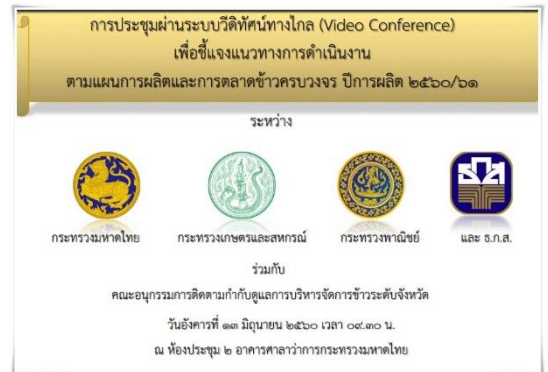 การประชุมผ่านระบบวีดิทัศน์ทางไกล (Video Conference)
เพื่อชี้แจงแนวทางการดำเนินงาน
ตามแผนการผลิตและการตลาดข้าวครบวงจร ปีการผลิต ๒๕๖๐/๖๑
ระหว่าง
กระทรวงมหาดไทย กระทรวงเกษตรและสหกรณ์ กระทรวงพาณิชย์ และ ธ.ก.ส.
ร่วมกับ
คณะอนุกรรมการติดตามกำกับดูแลการบริหารจัดการข้าวระดับจังหวัด
วันอังคารที่ ๑๓ มิถุนายน ๒๕๖๐ เวลา ๐๙.๓๐ น.
ณ ห้องประชุม ๒ อาคารศาลาว่าการกระทรวงมหาดไทย